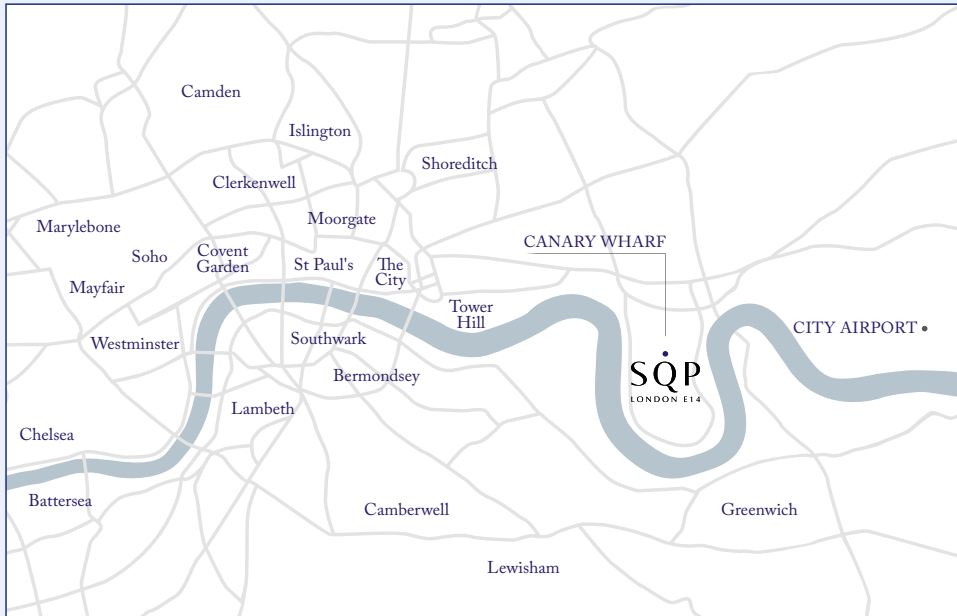 Camden
Islington
Shoreditch
Clerkenwell
Moorgate
Marylebone
Soho
Covent
Garden
St Paul's
The
City
CANARY WHARF
Mayfair
Tower
Hill
CITY AIRPORT
Westminster
Southwark
Bermondsey
SQP
LONDON E14
Lambeth
Chelsea
Battersea
Camberwell
Greenwich
Lewisham